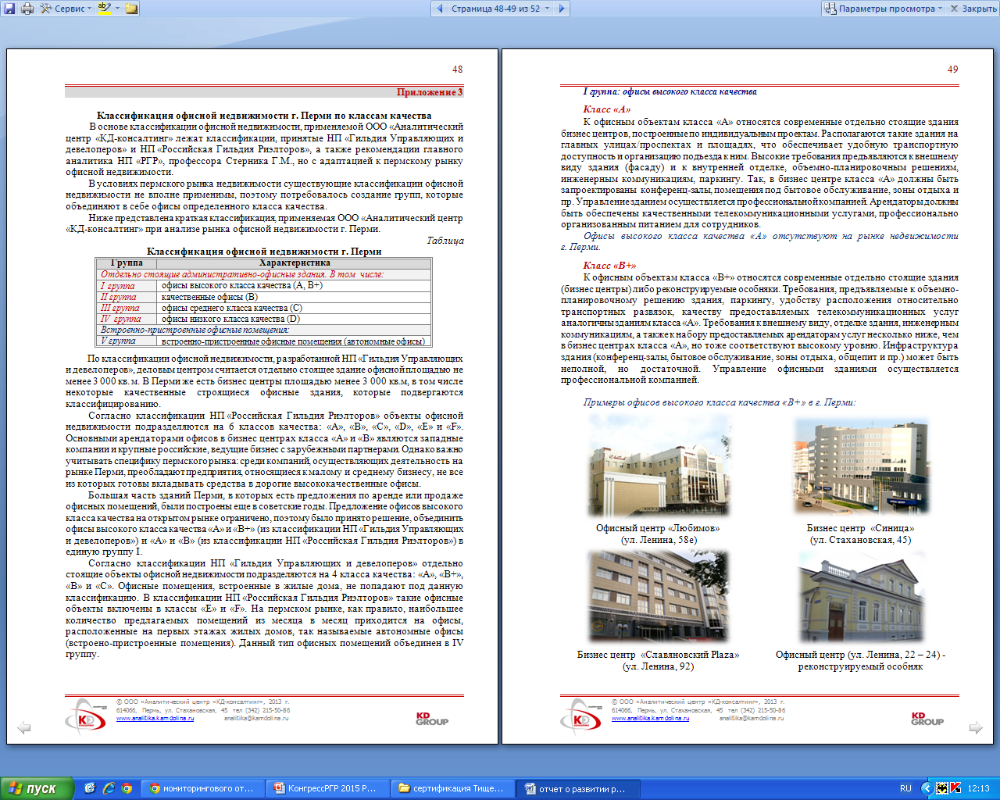 Сервис
Страница 48-49 из 52
Параметры просмотра
Закрыть
48
Приложение 3
Классификация офисной недвижимости г. Перми по классам качества
В основе классификации офисной недвижимости, применяемой ООО «Аналитический
центр «КД-консалтинг» лежат классификации, принятые НП «Гильдия Управляющих и
девелоперов» и НП «Российская Гильдия Риэлторов», а также рекомендации главного
аналитика НП «РГР», профессора Стерника Г.М., но с адаптацией к пермскому рынку
офисной недвижимости.
В условиях пермского рынка недвижимости существующие классификации офисной
недвижимости не вполне применимы, поэтому потребовалось создание групп, которые
объединяют в себе офисы определенного класса качества.
Ниже представлена краткая классификация, применяемая ООО «Аналитический центр
«КД-консалтинг» при анализе рынка офисной недвижимости г. Перми.
Таблица
Классификация офисной недвижимости г. Перми
Группа Характеристика
Отдельно стоящие административно-офисные здания. В том числе:
I группа офисы высокого класса качества (А, В+)
II группа качественные офисы (В)
III группа офисы среднего класса качества (С)
IV группа офисы низкого класса качества (D)
Встроенно-пристроенные офисные помещения:
V группа встроенно-пристроенные офисные помещения (автономные офисы)
По классификации офисной недвижимости, разработанной НП «Гильдия Управляющих
и девелоперов», деловым центром считается отдельно стоящее здание офисной площадью не
менее 3 000 кв. м. В Перми же есть бизнес центры площадью менее 3 000 кв.м, в том числе
некоторые качественные строящиеся офисные здания, которые подвергаются
классифицированию.
Согласно классификации НП «Российская Гильдия Риэлторов» объекты офисной
недвижимости подразделяются на 6 классов качества: «А», «В», «С», «D», «Е» и «F».
Основными арендаторами офисов в бизнес центрах класса «А» и «В» являются западные
компании и крупные российские, ведущие бизнес с зарубежными партнерами. Однако важно
учитывать специфику пермского рынка: среди компаний, осуществляющих деятельность на
рынке Перми, преобладают предприятия, относящиеся к малому и среднему бизнесу, не все
из которых готовы вкладывать средства в дорогие высококачественные офисы.
Большая часть зданий Перми, в которых есть предложения по аренде или продаже
офисных помещений, были построены еще в советские годы. Предложение офисов высокого
класса качества на открытом рынке ограничено, поэтому было принято решение, объединить
офисы высокого класса качества «А» и «В+» (из классификации НП «Гильдия Управляющих
и девелоперов») и «А» и «В» (из классификации НП «Российская Гильдия Риэлторов») в
единую группу I.
Согласно классификации НП «Гильдия Управляющих и девелоперов» отдельно
стоящие объекты офисной недвижимости подразделяются на 4 класса качества: «А», «В+»,
«В» и «С». Офисные помещения, встроенные в жилые дома, не попадают под данную
классификацию. В классификации НП «Российская Гильдия Риэлторов» такие офисные
объекты включены в классы «Е» и «F». На пермском рынке, как правило, наибольшее
количество предлагаемых помещений из месяца в месяц приходится на офисы,
расположенные на первых этажах жилых домов, так называемые автономные офисы
(встроено-пристроенные помещения). Данный тип офисных помещений объединен в IV
группу.
© ООО «Аналитический центр «КД-консалтинг», 2013 г.
614066, Пермь, ул. Стахановская, 45 тел (342) 215-50-86
www.analitika.kamdolina.ru analitika@kamdolina.ru
KD
GROUP
49
I группа: офисы высокого класса качества
Класс «А»
К офисным объектам класса «А» относятся современные отдельно стоящие здания
бизнес центров, построенные по индивидуальным проектам. Располагаются такие здания на
главных улицах/проспектах и площадях, что обеспечивает удобную транспортную
доступность и организацию подъезда к ним. Высокие требования предъявляются к внешнему
виду здания (фасаду) и к внутренней отделке, объемно-планировочным решениям,
инженерным коммуникациям, паркингу. Так, в бизнес центре класса «А» должны быть
запроектированы конференц-залы, помещения под бытовое обслуживание, зоны отдыха и
пр. Управление зданием осуществляется профессиональной компанией. Арендаторы должны
быть обеспечены качественными телекоммуникационными услугами, профессионально
организованным питанием для сотрудников.
Офисы высокого класса качества «А» отсутствуют на рынке недвижимости
г. Перми.
Класс «В+»
К офисным объектам класса «В+» относятся современные отдельно стоящие здания
(бизнес центры) либо реконструируемые особняки. Требования, предъявляемые к объемно-
планировочному решению здания, паркингу, удобству расположения относительно
транспортных развязок, качеству предоставляемых телекоммуникационных услуг
аналогичны зданиям класса «А». Требования к внешнему виду, отделке здания, инженерным
коммуникациям, а также к набору предоставляемых арендаторам услуг несколько ниже, чем
в бизнес центрах класса «А», но тоже соответствуют высокому уровню. Инфраструктура
здания (конференц-залы, бытовое обслуживание, зоны отдыха, общепит и пр.) может быть
неполной, но достаточной. Управление офисными зданиями осуществляется
профессиональной компанией.
Примеры офисов высокого класса качества «В+» в г. Перми:
Офисный центр «Любимов»
(ул. Ленина, 58е)
Бизнес центр «Синица»
(ул. Стахановская, 45)
Бизнес центр «Славяновский Plaza»
(ул. Ленина, 92)
Офисный центр (ул. Ленина, 22 – 24) -
реконструируемый особняк
© ООО «Аналитический центр «КД-консалтинг», 2013 г.
614066, Пермь, ул. Стахановская, 45 тел (342) 215-50-86
www.analitika.kamdolina.ru analitika@kamdolina.ru
KD
GROUP
пуск
мониторингового от...
КонгрессРГР 2015 Р...
сертификация Тище...
отчет о развитии р...
RU
12:13